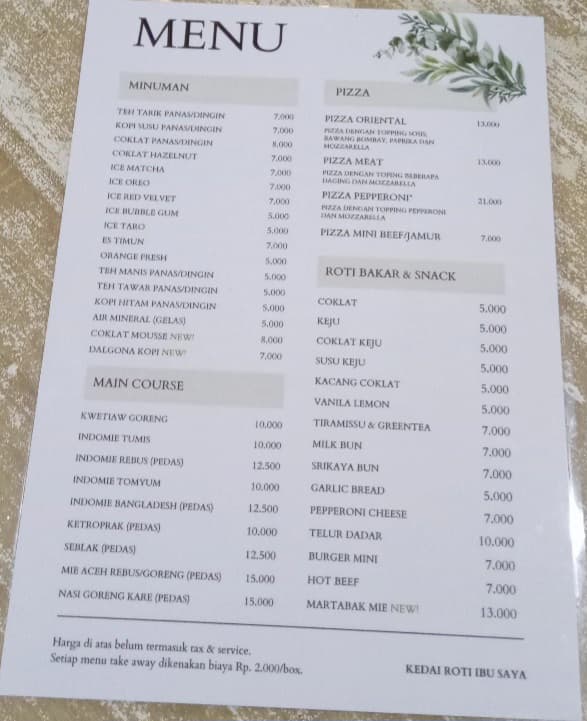 MENU
MINUMAN
TEH TARIK PANAS/DINGIN 7.000
KOPI SUSU PANAS/DINGIN 7.000
COKLAT PANAS/DINGIN 8.000
COKLAT HAZELNUT 7.000
ICE MATCHA 7.000
ICE OREO 7.000
ICE RED VELVET 7.000
ICE BUBBLE GUM 5.000
ICE TARO 5.000
ES TIMUN 7.000
ORANGE FRESH 5.000
TEH MANIS PANAS/DINGIN 5.000
TEH TAWAR PANAS/DINGIN 5.000
KOPI HITAM PANAS/DINGIN 5.000
AIR MINERAL (GELAS) 5.000
COKLAT MOUSSE NEW! 8.000
DALGONA KOPI NEW! 7.000
MAIN COURSE
KWETIAW GORENG 10.000
INDOMIE TUMIS 10.000
INDOMIE REBUS (PEDAS) 12.500
INDOMIE TOMYUM 10.000
INDOMIE BANGLADESH (PEDAS) 12.500
KETROPRAK (PEDAS) 10.000
SEBLAK (PEDAS) 12.500
MIE ACEH REBUS/GORENG (PEDAS) 15.000
NASI GORENG KARE (PEDAS) 15.000
PIZZA
PIZZA ORIENTAL 13.000
PIZZA DENGAN TOPPING SOSIS,
BAWANG BOMBAY, PAPRIKA DAN
MOZZARELLA
PIZZA MEAT 13.000
PIZZA DENGAN TOPING BEBERAPA
DAGING DAN MOZZARELLA
PIZZA PEPPERONI* 21.000
PIZZA DENGAN TOPPING PEPPERONI
DAN MOZZARELLA
PIZZA MINI BEEF/JAMUR 7.000
ROTI BAKAR & SNACK
COKLAT 5.000
KEJU 5.000
COKLAT KEJU 5.000
SUSU KEJU 5.000
KACANG COKLAT 5.000
VANILA LEMON 5.000
TIRAMISSU & GREENTEA 7.000
MILK BUN 7.000
SRIKAYA BUN 7.000
GARLIC BREAD 5.000
PEPPERONI CHEESE 7.000
TELUR DADAR 10.000
BURGER MINI 7.000
HOT BEEF 7.000
MARTABAK MIE NEW! 13.000
Harga di atas belum termasuk tax & service.
Setiap menu take away dikenakan biaya Rp. 2.000/box.
KEDAI ROTI IBU SAYA